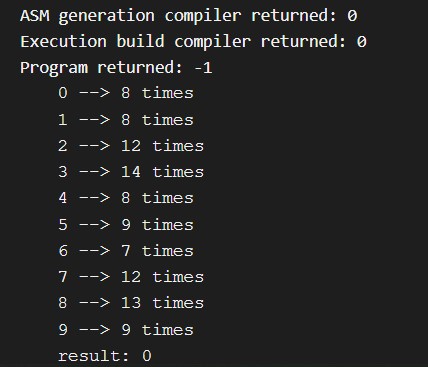 ASM generation compiler returned: 0
Execution build compiler returned: 0
Program returned: -1
0 --> 8 times
1 --> 8 times
2 --> 12 times
3 --> 14 times
4 --> 8 times
5 --> 9 times
6 --> 7 times
7 --> 12 times
8 --> 13 times
9 --> 9 times
result: 0